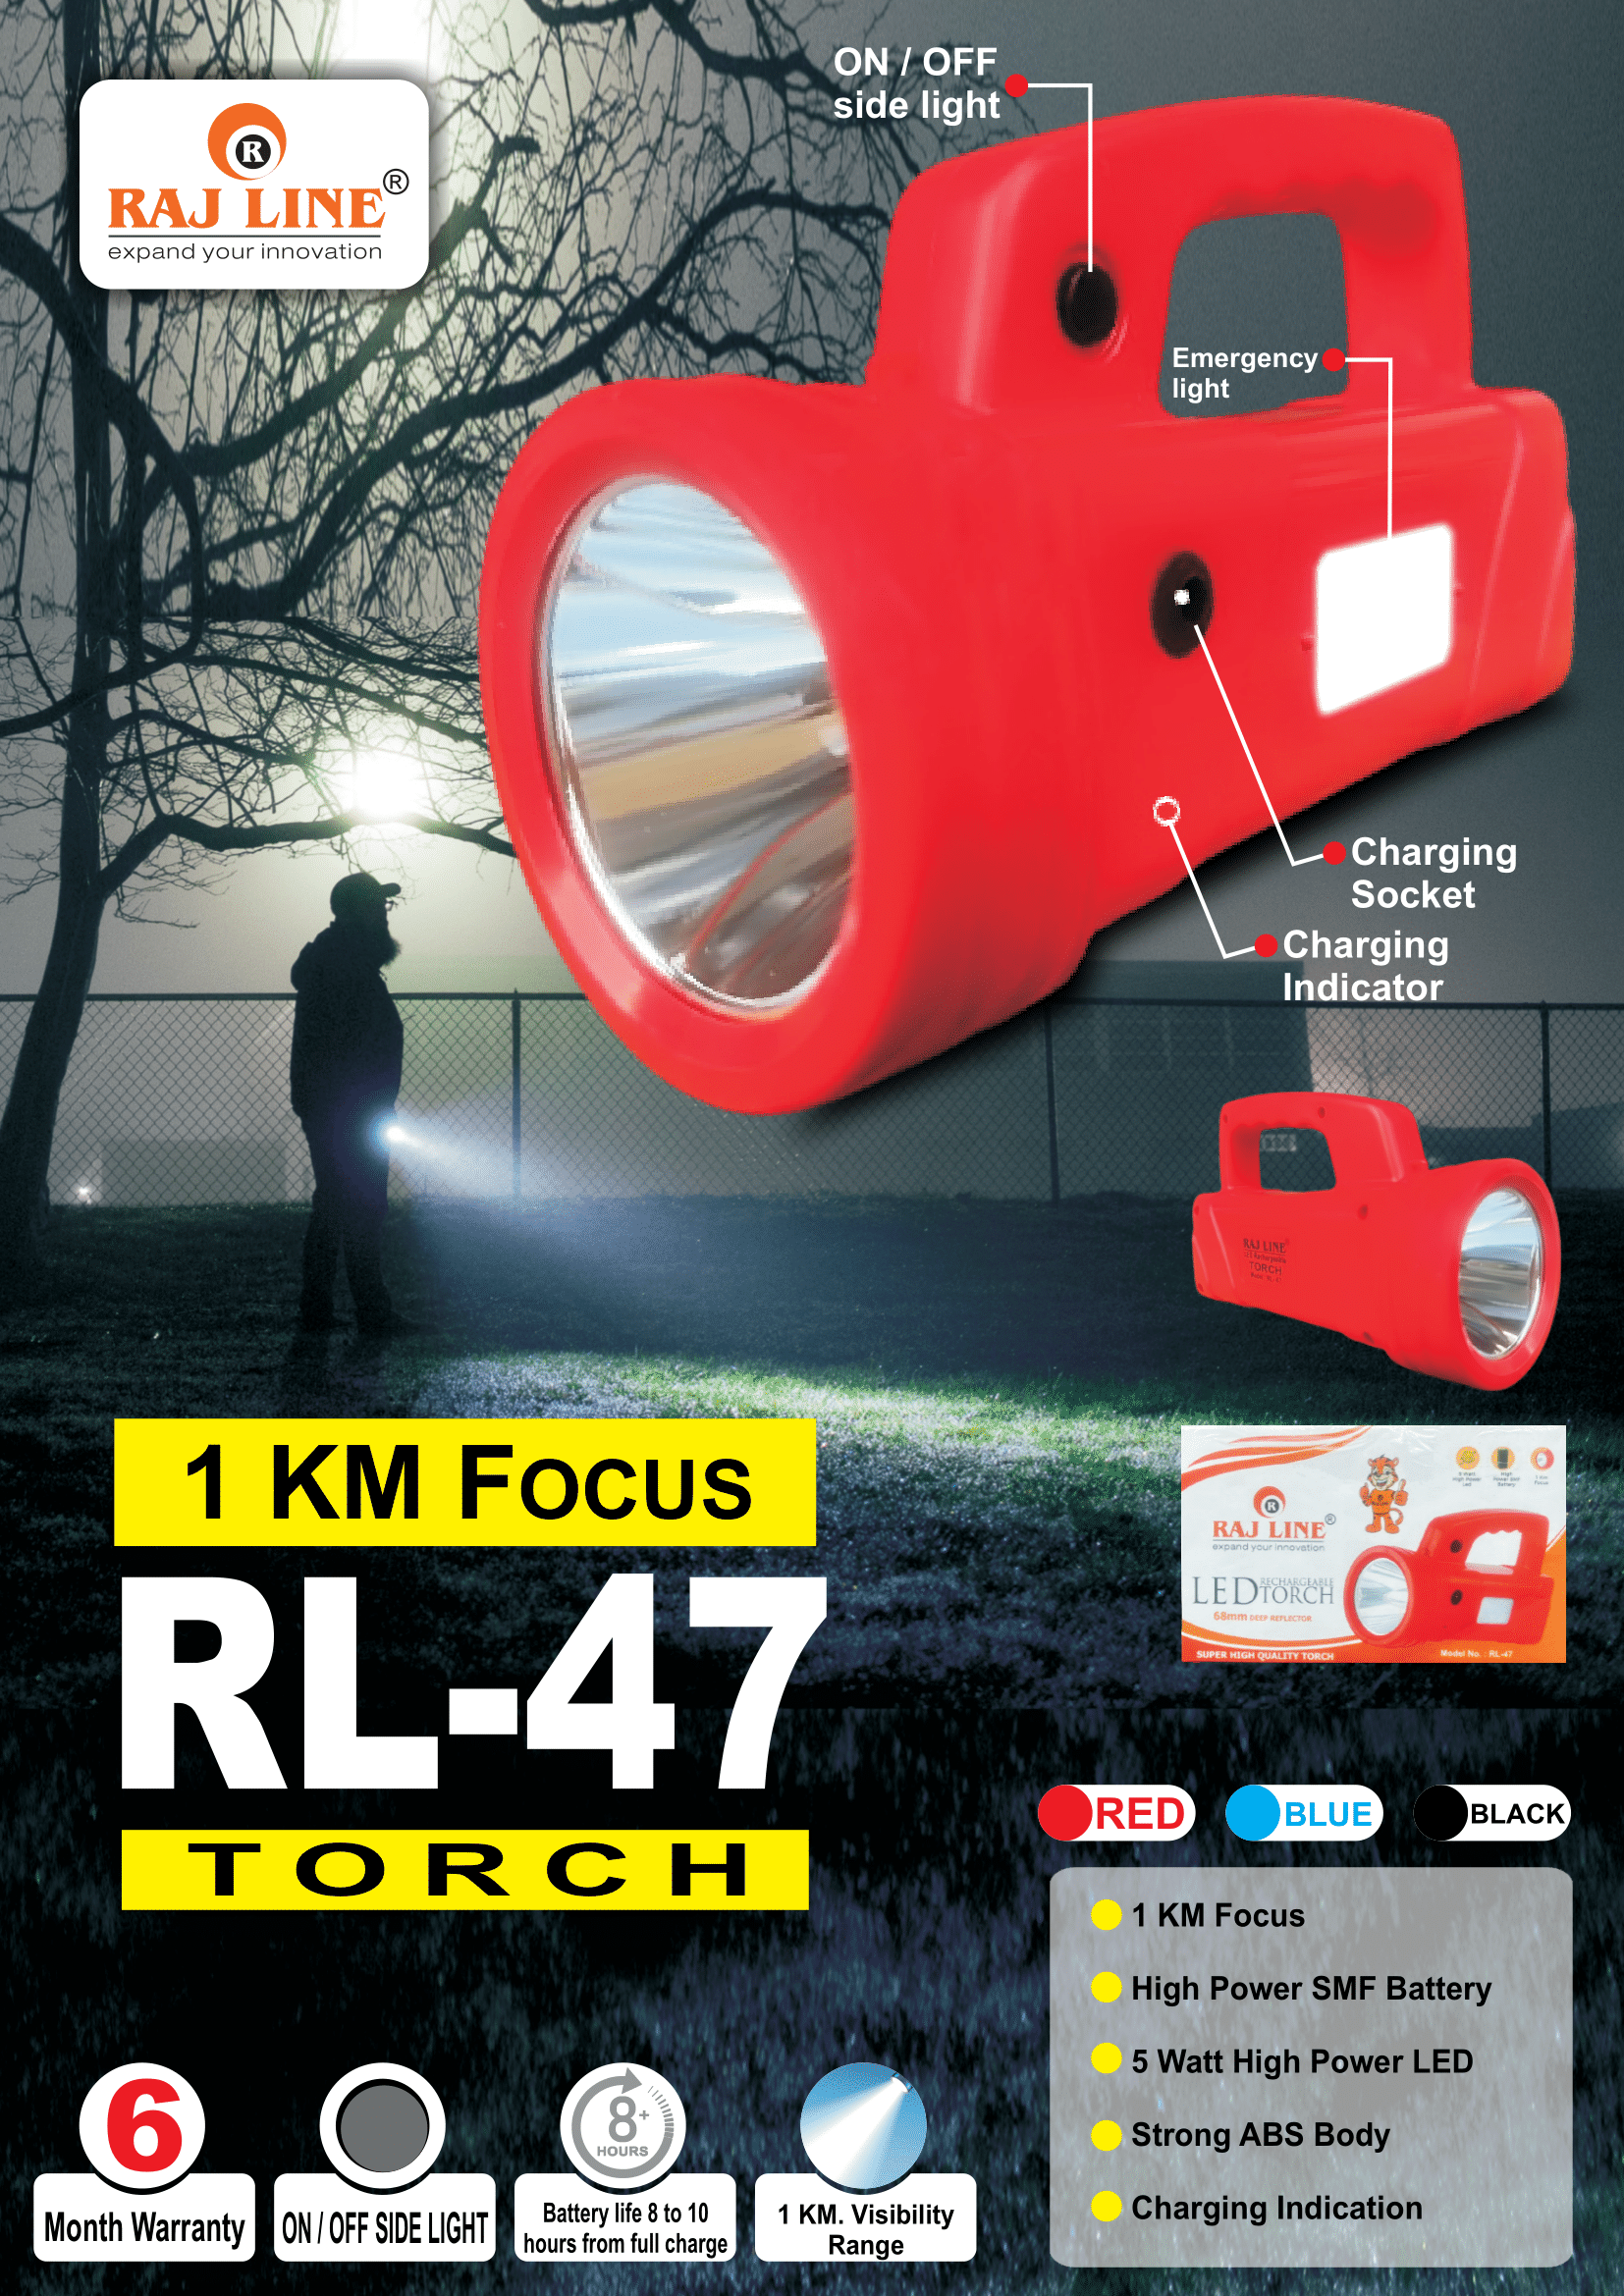 ON / OFF
side light
R
RAJ LINE®
expand your innovation
Emergency
light
Charging
Socket
Charging
Indicator
RAJ LINE
TORCH
1 KM FOCUS
RL-47
TORCH
R
RAJ LINE®
expand your innovation
LED RECHARGEABLE
TORCH
68mm DEEP REFLECTOR
SUPER HIGH QUALITY TORCH
Model No. : RL-47
RED
BLUE
BLACK
1 KM Focus
High Power SMF Battery
5 Watt High Power LED
Strong ABS Body
Charging Indication
6
Month Warranty
ON / OFF SIDE LIGHT
8+
HOURS
Battery life 8 to 10
hours from full charge
1 KM. Visibility
Range